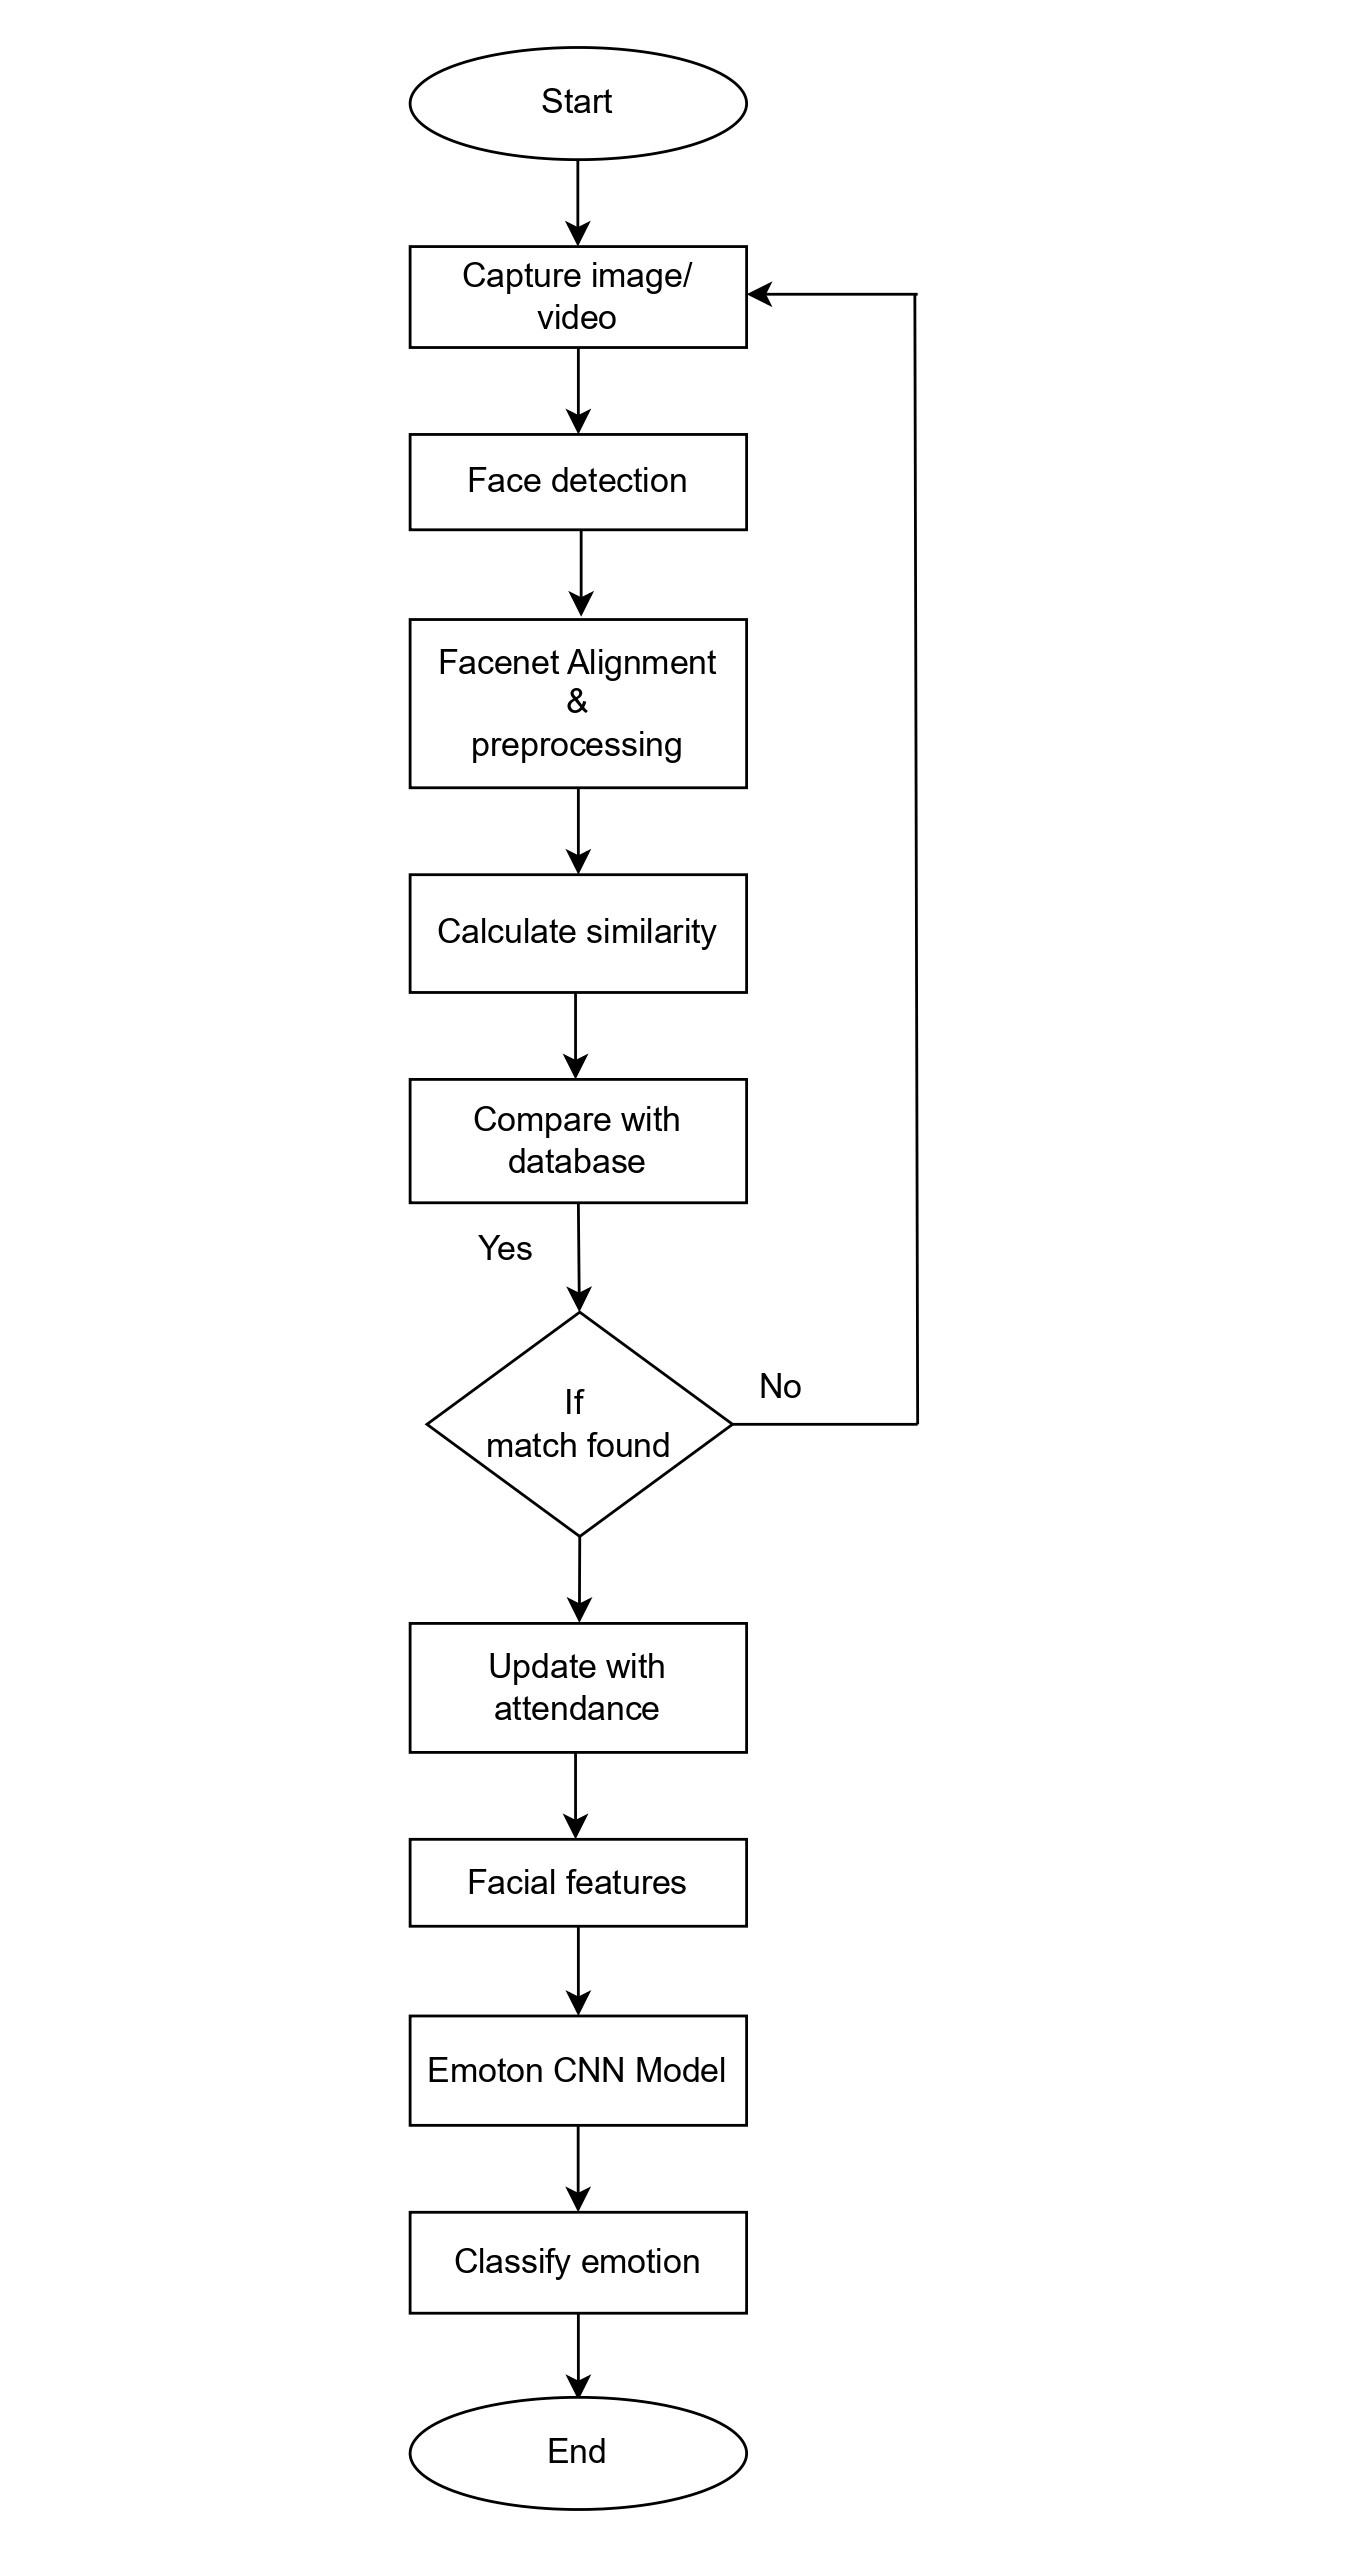 Start
Capture image/
video
Face detection
Facenet Alignment
&
preprocessing
Calculate similarity
Compare with
database
Yes
If
match found
No
Update with
attendance
Facial features
Emoton CNN Model
Classify emotion
End